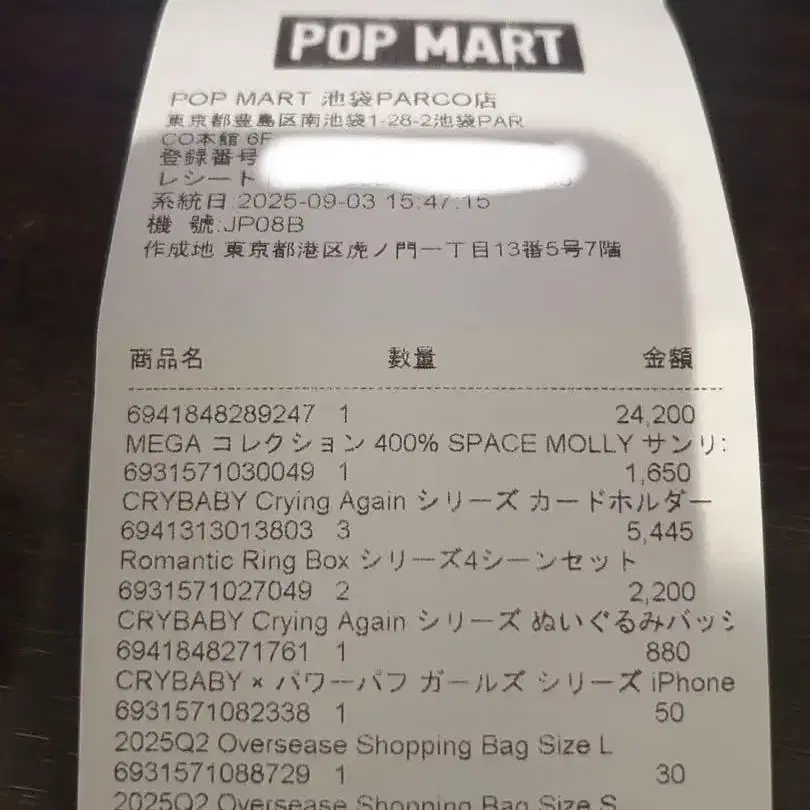 POP MART
POP MART 池袋PARCO店
東京都豊島区南池袋1-28-2池袋PAR
CO本館 6F
登録番号
レシート
系統日:2025-09-03 15:47:15
機 號:JP08B
作成地 東京都港区虎ノ門一丁目13番5号7階
商品名 数量 金額
6941848289247 1 24,200
MEGA コレクション 400% SPACE MOLLY サンリ
6931571030049 1 1,650
CRYBABY Crying Again シリーズ カードホルダー
6941313013803 3 5,445
Romantic Ring Box シリーズ4シーンセット
6931571027049 2 2,200
CRYBABY Crying Again シリーズ ぬいぐるみバッジ
6941848271761 1 880
CRYBABY × パワーパフ ガールズ シリーズ iPhone
6931571082338 1 50
2025Q2 Oversease Shopping Bag Size L
6931571088729 1 30
2025Q2 Oversease Shopping Bag Size S